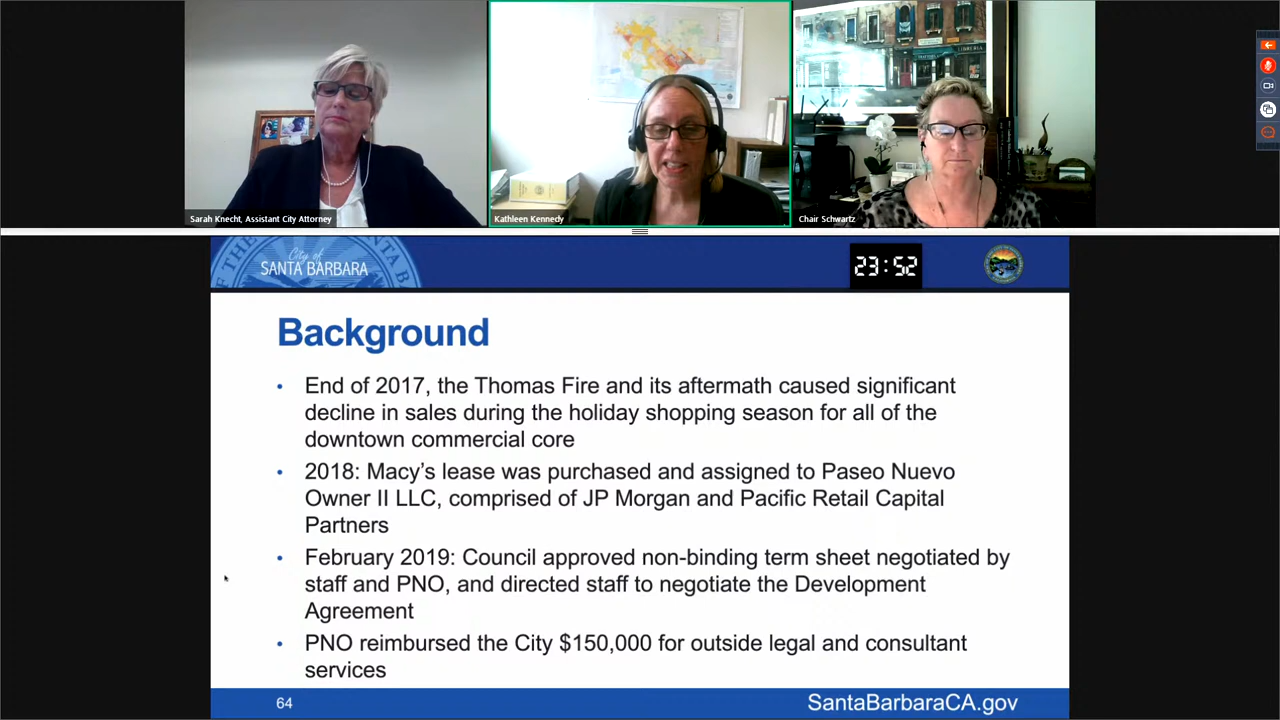 Sarah Knecht, Assistant City Attorney
Kathleen Kennedy
Chair Schwartz
City of
SANTA BARBARA
23:52
Background
• End of 2017, the Thomas Fire and its aftermath caused significant
decline in sales during the holiday shopping season for all of the
downtown commercial core
• 2018: Macy's lease was purchased and assigned to Paseo Nuevo
Owner II LLC, comprised of JP Morgan and Pacific Retail Capital
Partners
• February 2019: Council approved non-binding term sheet negotiated by
staff and PNO, and directed staff to negotiate the Development
Agreement
• PNO reimbursed the City $150,000 for outside legal and consultant
services
64
SantaBarbaraCA.gov